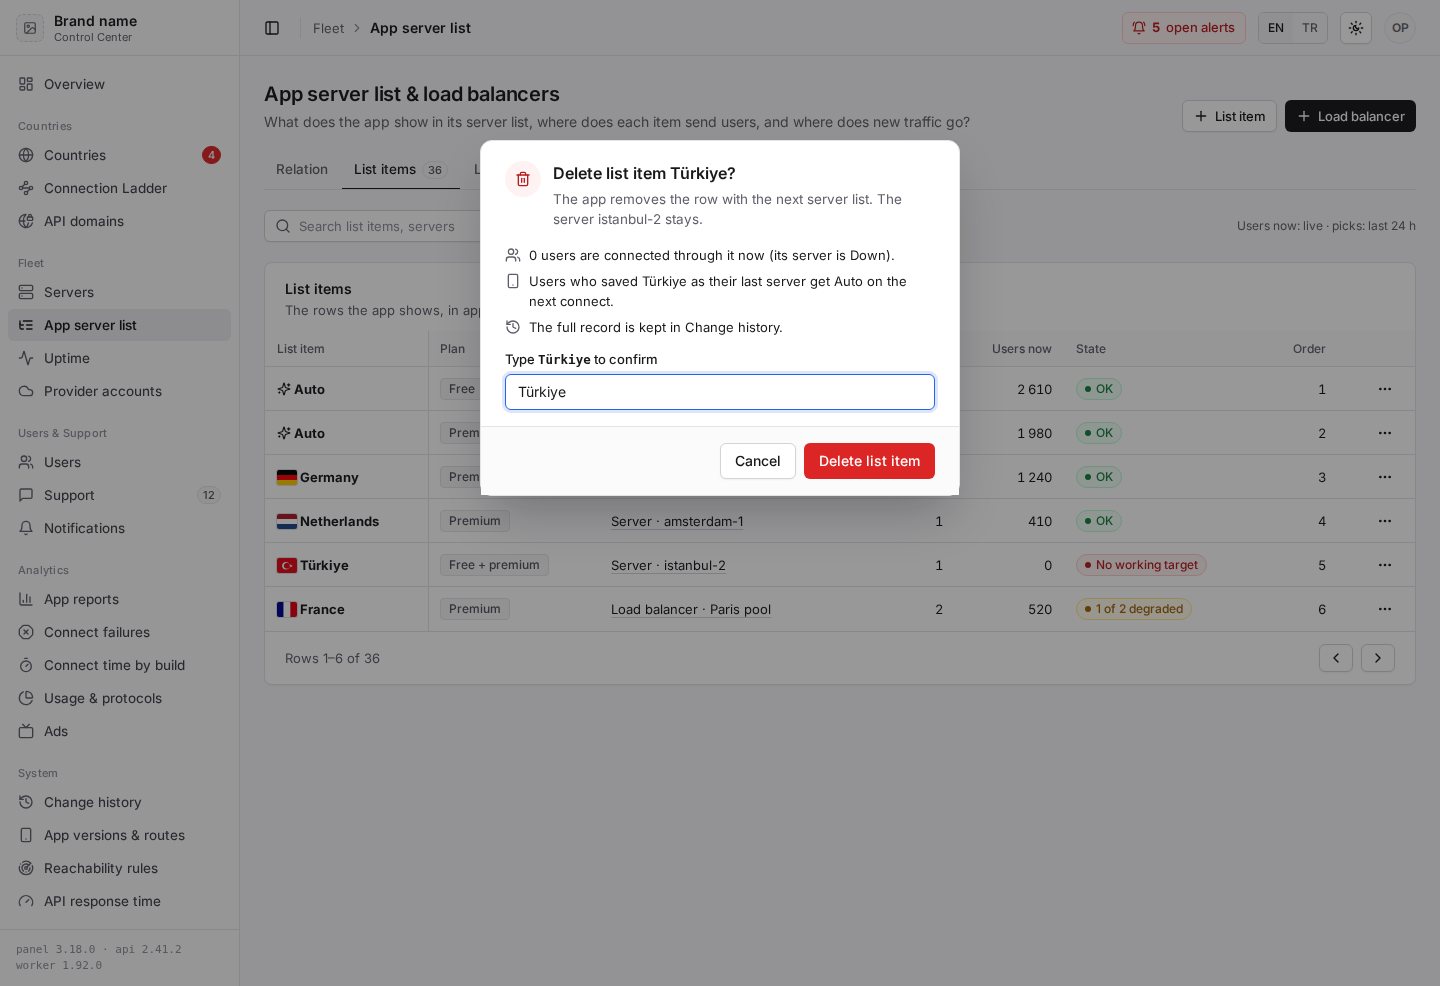 Brand name
Control Center
Fleet
App server list
5 open alerts
EN
TR
OP
Overview
Countries
Countries
4
Connection Ladder
API domains
Fleet
Servers
App server list
Uptime
Provider accounts
Users & Support
Users
Support
12
Notifications
Analytics
App reports
Connect failures
Connect time by build
Usage & protocols
Ads
System
Change history
App versions & routes
Reachability rules
API response time
panel 3.18.0 · api 2.41.2
worker 1.92.0
App server list & load balancers
What does the app show in its server list, where does each item send users, and where does new traffic go?
List item
Load balancer
Relation
List items 36
Search list items, servers
Users now: live · picks: last 24 h
List items
The rows the app shows, in
List item
Plan
Users now
State
Order
Auto
Free
2 610
OK
1
Auto
1 980
OK
2
Germany
1 240
OK
3
Netherlands
Premium
Server · amsterdam-1
1
410
OK
4
Türkiye
Free + premium
Server · istanbul-2
1
0
No working target
5
France
Premium
Load balancer · Paris pool
2
520
1 of 2 degraded
6
Rows 1–6 of 36
Delete list item Türkiye?
The app removes the row with the next server list. The
server istanbul-2 stays.
0 users are connected through it now (its server is Down).
Users who saved Türkiye as their last server get Auto on the
next connect.
The full record is kept in Change history.
Type Türkiye to confirm
Türkiye
Cancel
Delete list item